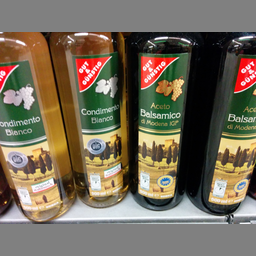 GUT & GÜNSTIG
Condimento
Bianco
GUT & GÜNSTIG
Condimento
Bianco
GUT & GÜNSTIG
Aceto
Balsamico
di Modena IGP
GUT & GÜNSTIG
Aceto
Balsam
di Modena